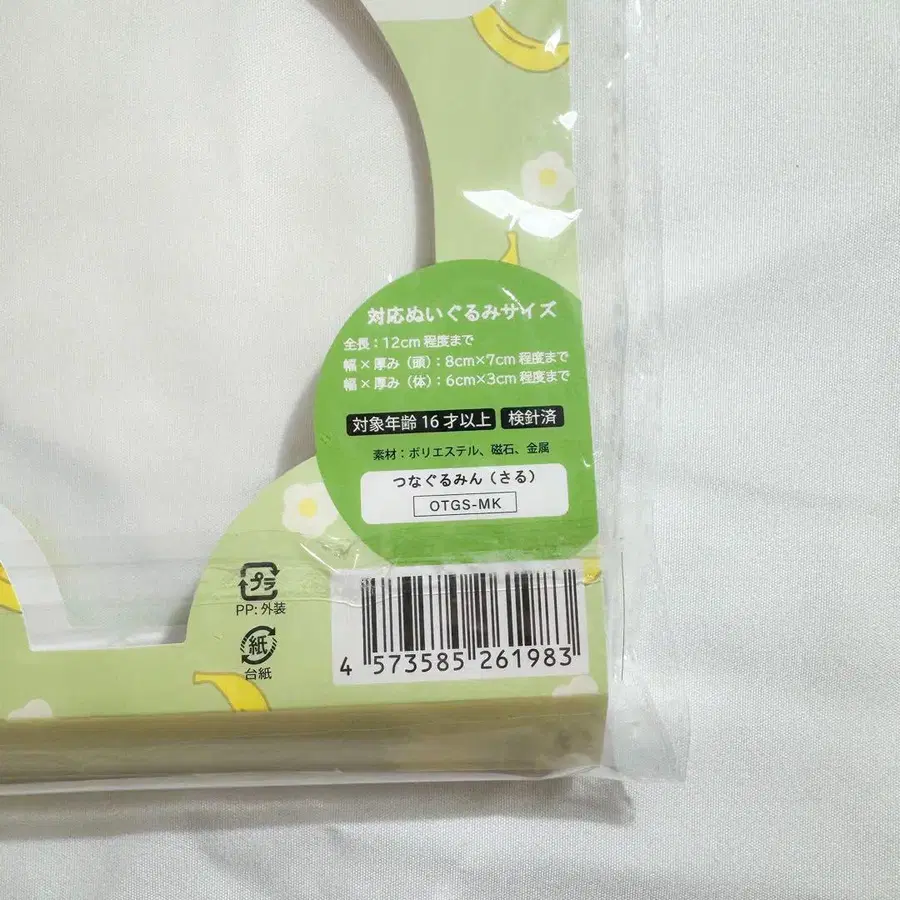 対応ぬいぐるみサイズ
全長：12cm 程度まで
幅 × 厚み（頭）：8cm×7cm 程度まで
幅 × 厚み（体）：6cm×3cm 程度まで
対象年齢 16 才以上 検針済
素材：ポリエステル、磁石、金属
つなぐるみん（さる）
OTGS-MK
プラ
PP: 外装
紙
台紙
4 573585 261983